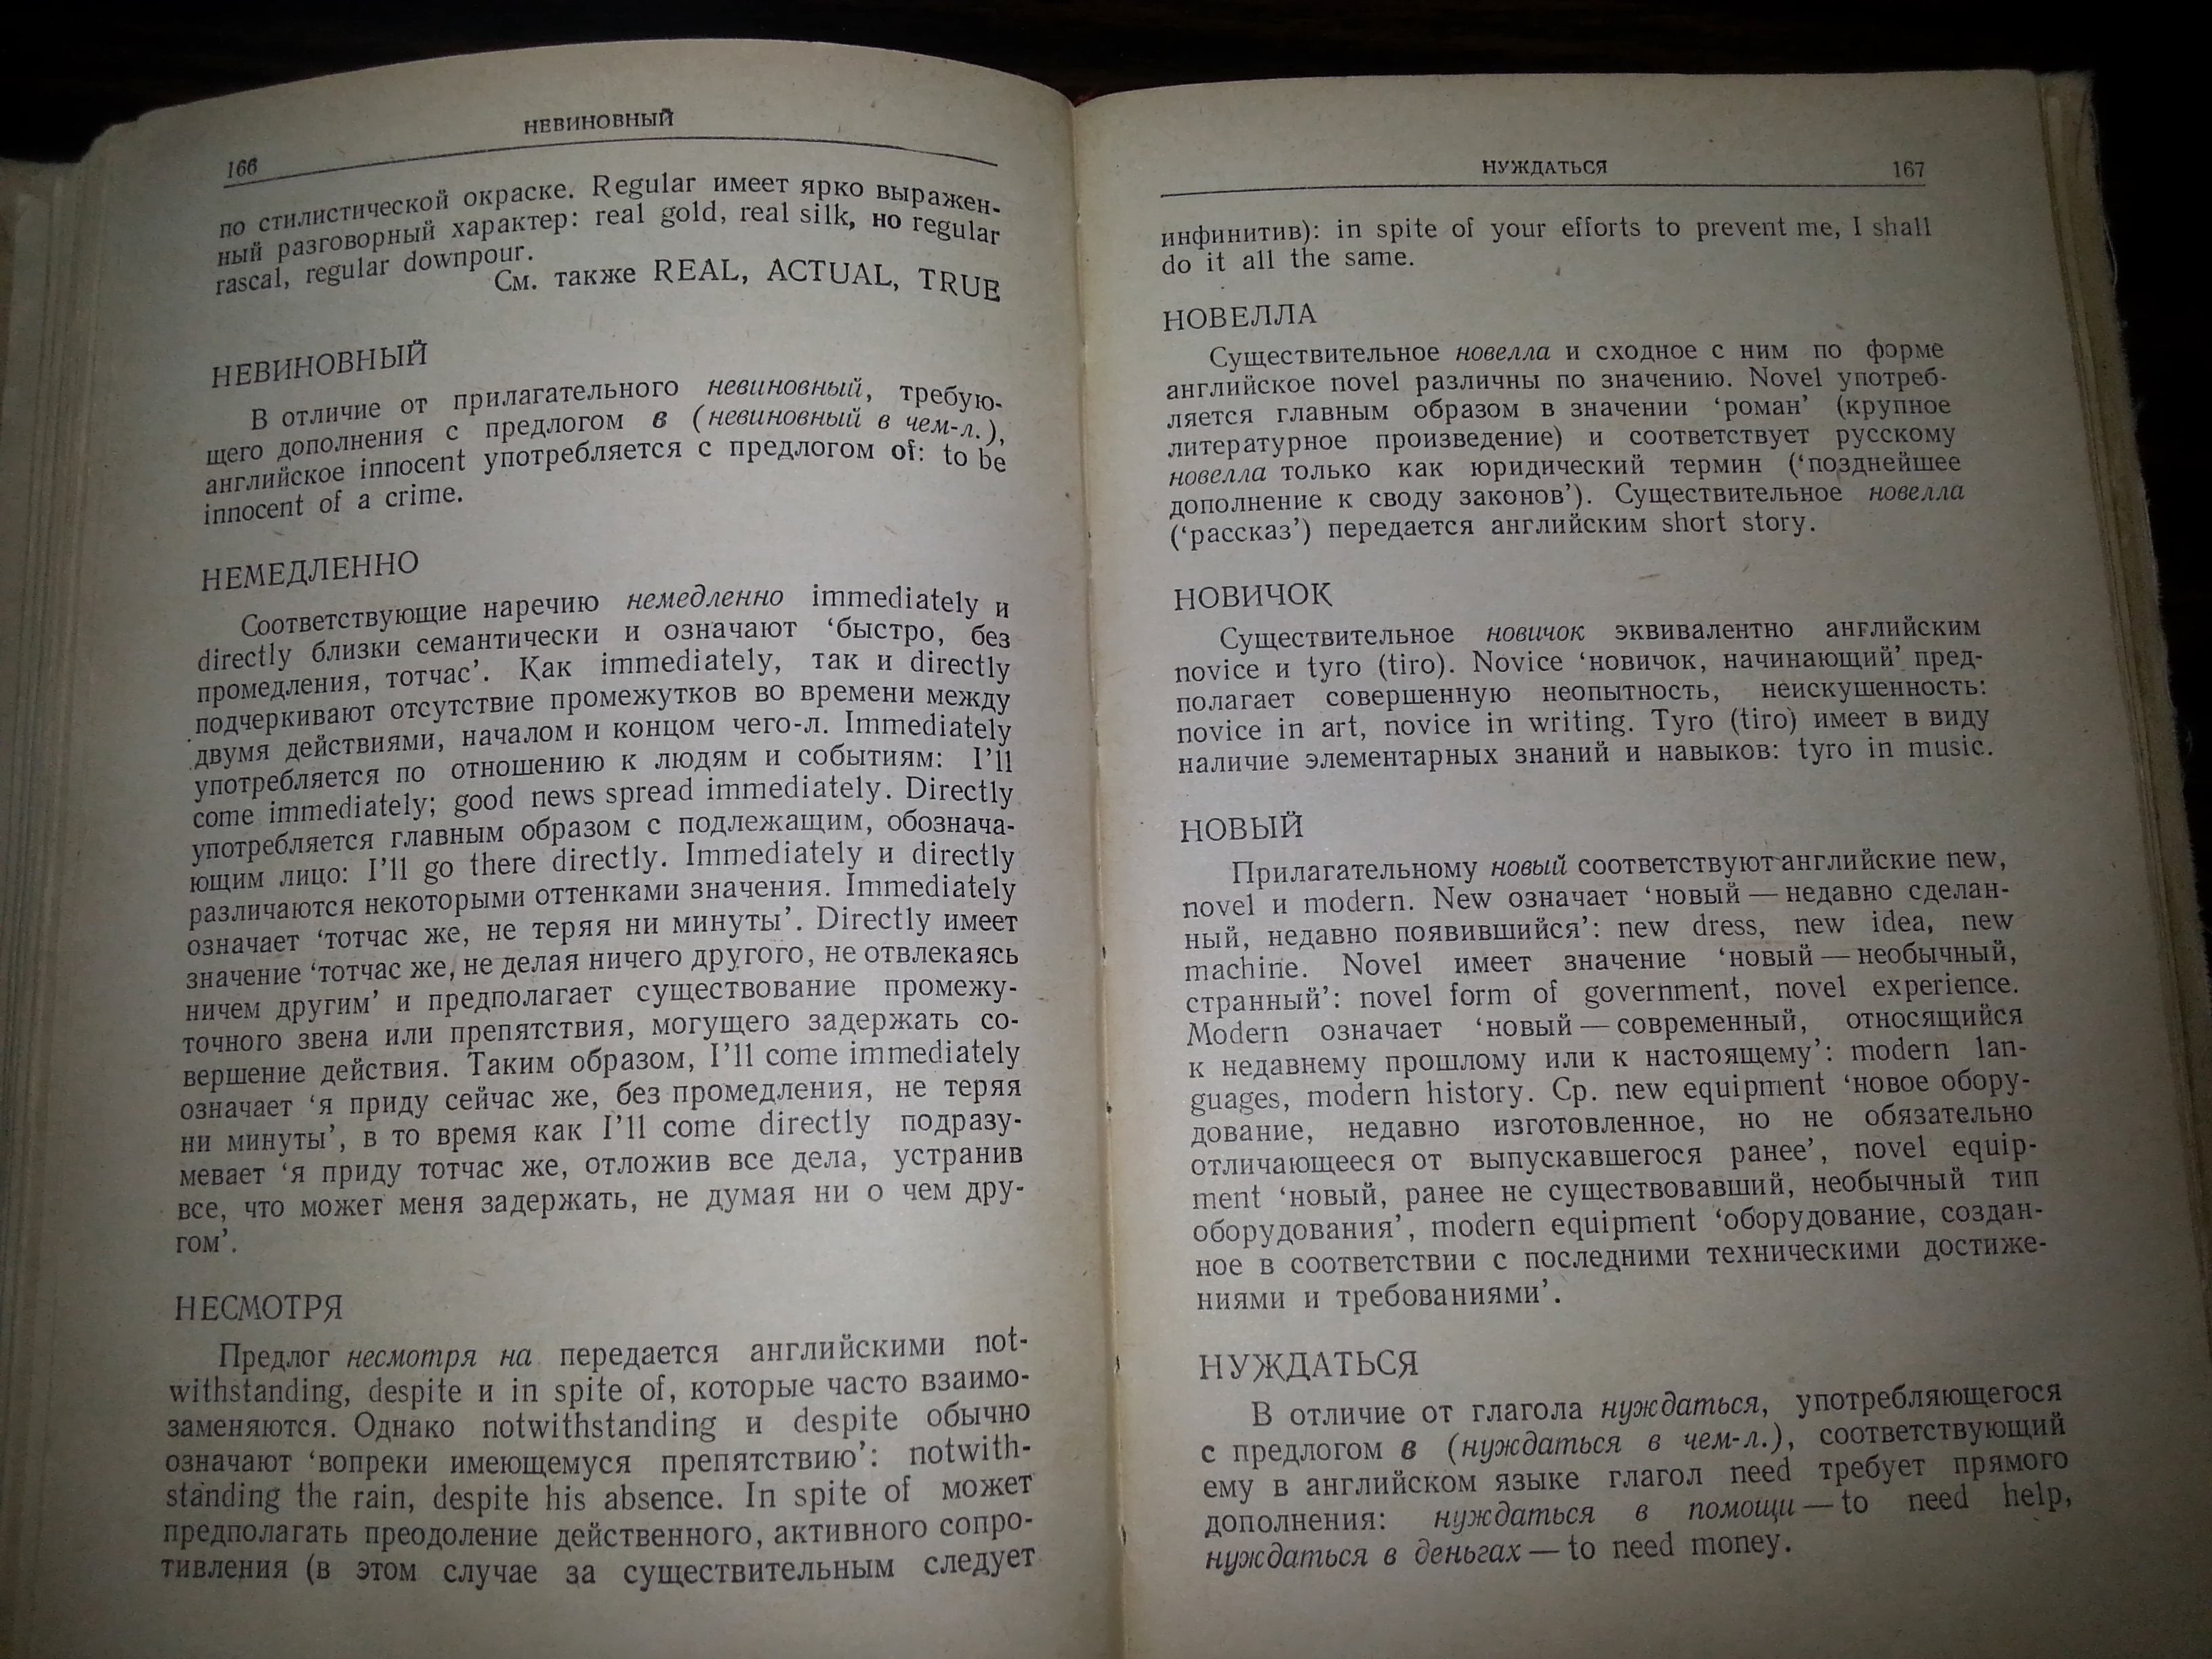 НЕВИНОВНЫЙ
166
по стилистической окраске. Regular имеет ярко выражен-
ный разговорный характер: real gold, real silk, но regular
rascal, regular downpour.
См. также REAL, ACTUAL, TRUE
НЕВИНОВНЫЙ
В отличие от прилагательного невиновный, требую-
щего дополнения с предлогом в (невиновный в чем-л.),
английское innocent употребляется с предлогом of: to be
innocent of a crime.
НЕМЕДЛЕННО
Соответствующие наречию немедленно immediately и
directly близки семантически и означают ‘быстро, без
промедления, тотчас’. Как immediately, так и directly
подчеркивают отсутствие промежутков во времени между
двумя действиями, началом и концом чего-л. Immediately
употребляется по отношению к людям и событиям: I’ll
come immediately; good news spread immediately. Directly
употребляется главным образом с подлежащим, обознача-
ющим лицо: I’ll go there directly. Immediately и directly
различаются некоторыми оттенками значения. Immediately
означает ‘тотчас же, не теряя ни минуты’. Directly имеет
значение ‘тотчас же, не делая ничего другого, не отвлекаясь
ничем другим’ и предполагает существование промежу-
точного звена или препятствия, могущего задержать со-
вершение действия. Таким образом, I’ll come immediately
означает ‘я приду сейчас же, без промедления, не теряя
ни минуты’, в то время как I’ll come directly подразу-
мевает ‘я приду тотчас же, отложив все дела, устранив
все, что может меня задержать, не думая ни о чем дру-
гом’.
НЕСМОТРЯ
Предлог несмотря на передается английскими not-
withstanding, despite и in spite of, которые часто взаимо-
заменяются. Однако notwithstanding и despite обычно
означают ‘вопреки имеющемуся препятствию’: notwith-
standing the rain, despite his absence. In spite of может
предполагать преодоление действенного, активного сопро-
тивления (в этом случае за существительным следует
НУЖДАТЬСЯ 167
инфинитив): in spite of your efforts to prevent me, I shall
do it all the same.
НОВЕЛЛА
Существительное новелла и сходное с ним по форме
английское novel различны по значению. Novel употреб-
ляется главным образом в значении ‘роман’ (крупное
литературное произведение) и соответствует русскому
новелла только как юридический термин (‘позднейшее
дополнение к своду законов’). Существительное новелла
(‘рассказ’) передается английским short story.
НОВИЧОК
Существительное новичок эквивалентно английским
novice и tyro (tiro). Novice ‘новичок, начинающий’ пред-
полагает совершенную неопытность, неискушенность:
novice in art, novice in writing. Tyro (tiro) имеет в виду
наличие элементарных знаний и навыков: tyro in music.
НОВЫЙ
Прилагательному новый соответствуют английские new,
novel и modern. New означает ‘новый — недавно сделан-
ный, недавно появившийся’: new dress, new idea, new
machine. Novel имеет значение ‘новый — необычный,
странный’: novel form of government, novel experience.
Modern означает ‘новый — современный, относящийся
к недавнему прошлому или к настоящему’: modern lan-
guages, modern history. Ср. new equipment ‘новое обору-
дование, недавно изготовленное, но не обязательно
отличающееся от выпускавшегося ранее’, novel equip-
ment ‘новый, ранее не существовавший, необычный тип
оборудования’, modern equipment ‘оборудование, создан-
ное в соответствии с последними техническими достиже-
ниями и требованиями’.
НУЖДАТЬСЯ
В отличие от глагола нуждаться, употребляющегося
с предлогом в (нуждаться в чем-л.), соответствующий
ему в английском языке глагол need требует прямого
дополнения: нуждаться в помощи — to need help,
нуждаться в деньгах — to need money.